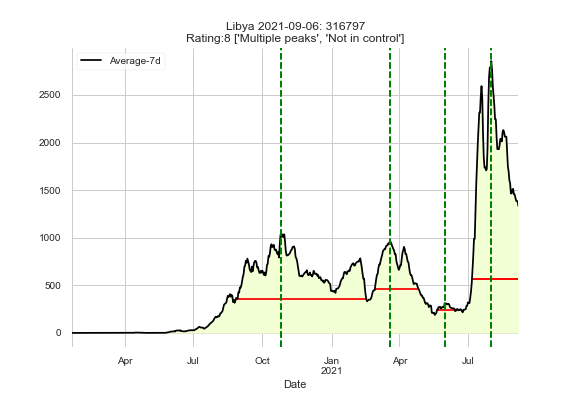 Libya 2021-09-06: 316797
Rating:8 ['Multiple peaks', 'Not in control']
Average-7d
2500
2000
1500
1000
500
0
Apr Jul Oct Jan Apr Jul
2021
Date